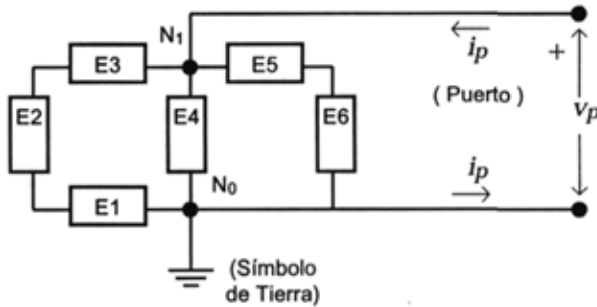 N₁
iₚ
+
E3
E5
( Puerto )
E2
E4
E6
vₚ
N₀
iₚ
E1
(Símbolo
de Tierra)